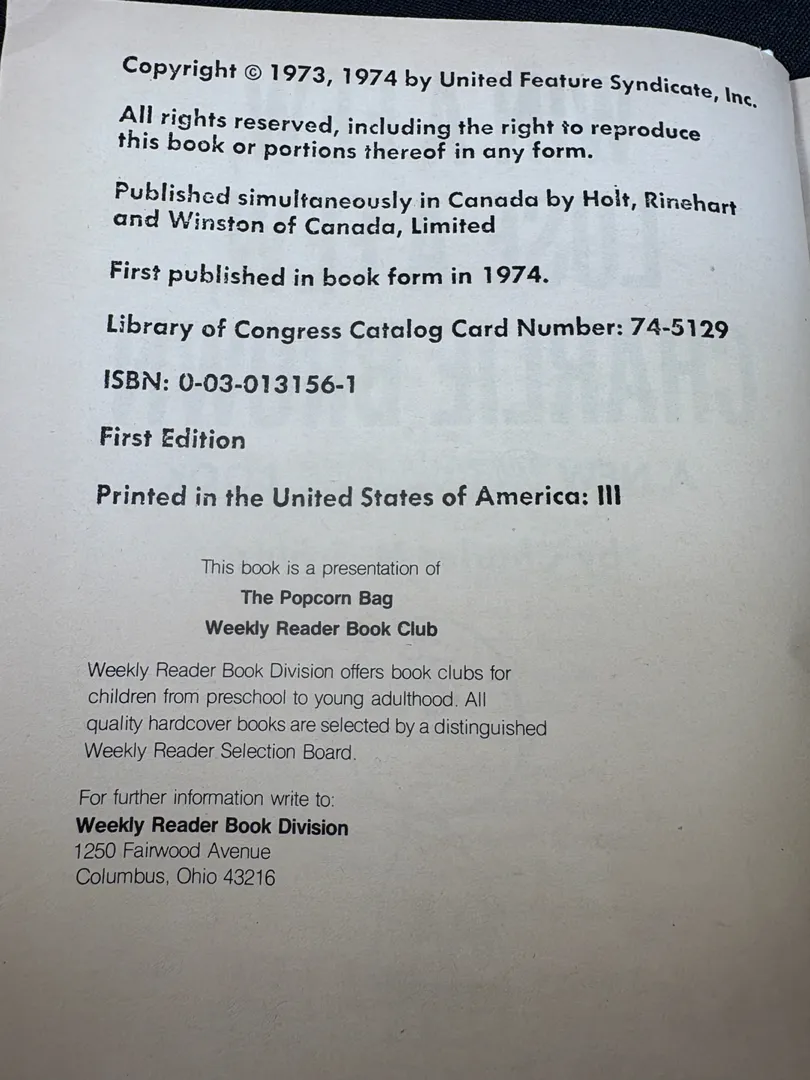 Copyright © 1973, 1974 by United Feature Syndicate, Inc.
All rights reserved, including the right to reproduce
this book or portions thereof in any form.
Published simultaneously in Canada by Holt, Rinehart
and Winston of Canada, Limited
First published in book form in 1974.
Library of Congress Catalog Card Number: 74-5129
ISBN: 0-03-013156-1
First Edition
Printed in the United States of America: III
This book is a presentation of
The Popcorn Bag
Weekly Reader Book Club
Weekly Reader Book Division offers book clubs for
children from preschool to young adulthood. All
quality hardcover books are selected by a distinguished
Weekly Reader Selection Board.
For further information write to:
Weekly Reader Book Division
1250 Fairwood Avenue
Columbus, Ohio 43216